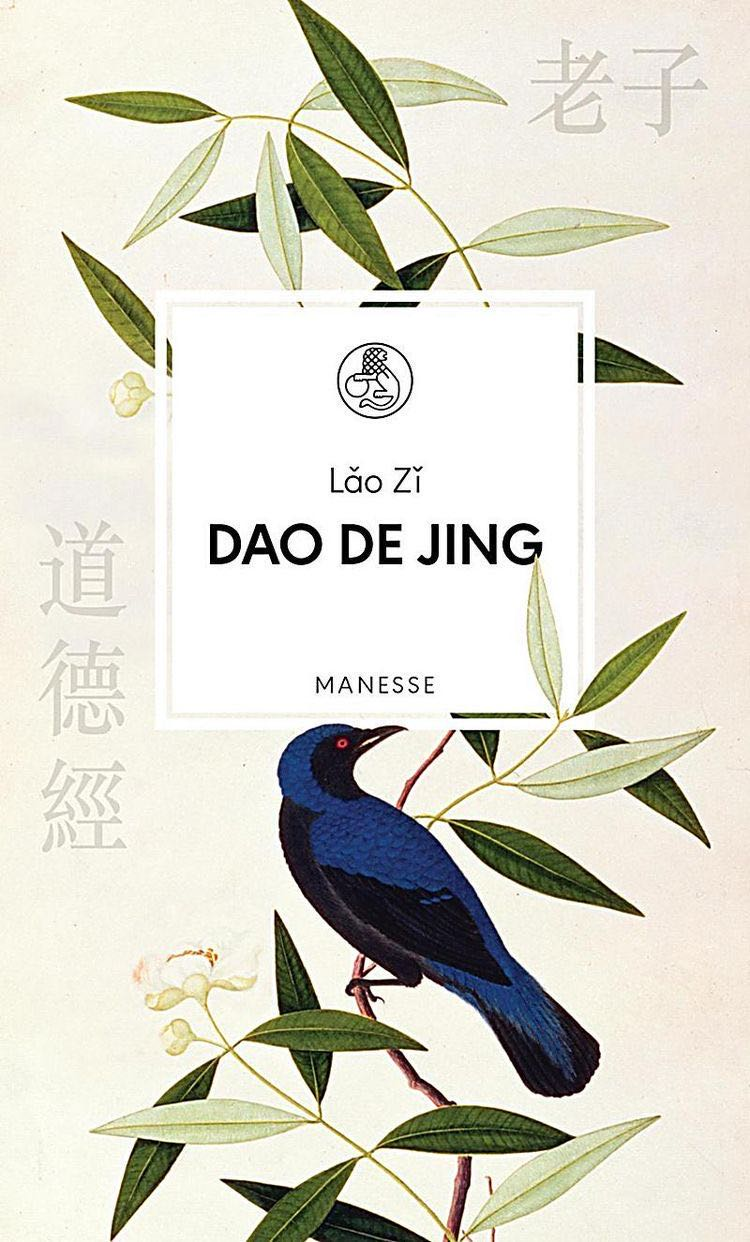 老子
Lǎo Zǐ
DAO DE JING
MANESSE
道德經